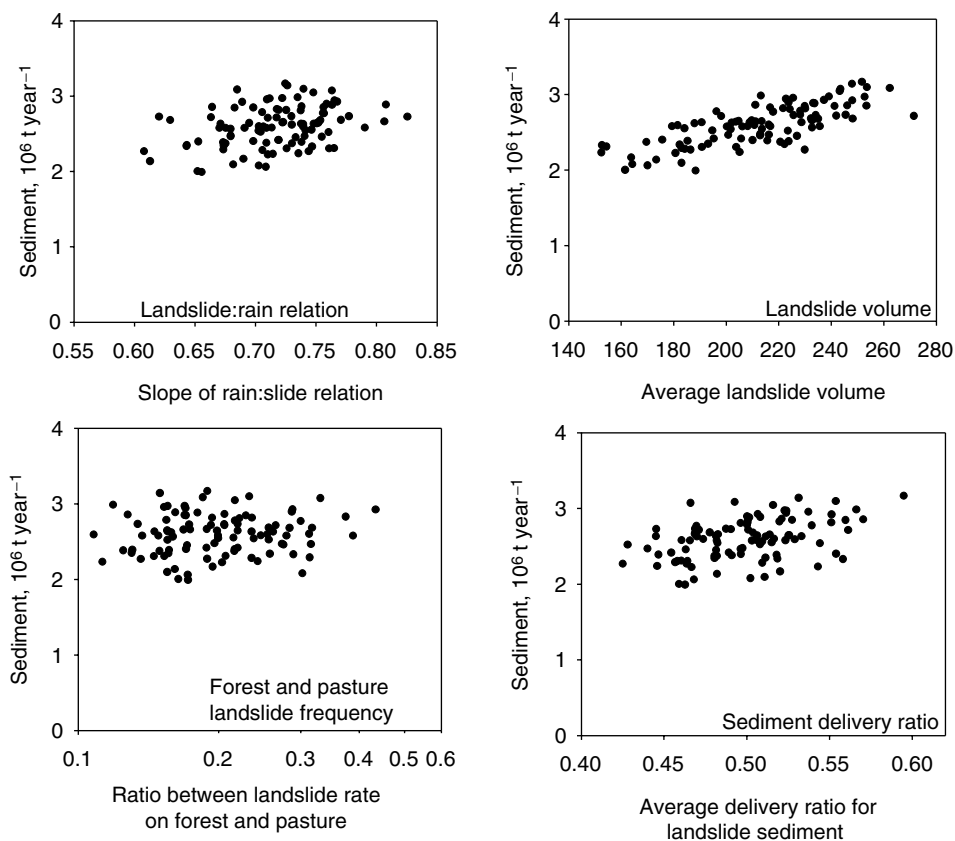 4
3
2
1
0
Sediment, 10⁶ t year⁻¹
Landslide:rain relation
0.55 0.60 0.65 0.70 0.75 0.80 0.85
Slope of rain:slide relation
4
3
2
1
0
Sediment, 10⁶ t year⁻¹
Landslide volume
140 160 180 200 220 240 260 280
Average landslide volume
4
3
2
1
0
Sediment, 10⁶ t year⁻¹
Forest and pasture
landslide frequency
0.1 0.2 0.3 0.4 0.5 0.6
Ratio between landslide rate
on forest and pasture
4
3
2
1
0
Sediment, 10⁶ t year⁻¹
Sediment delivery ratio
0.40 0.45 0.50 0.55 0.60
Average delivery ratio for
landslide sediment